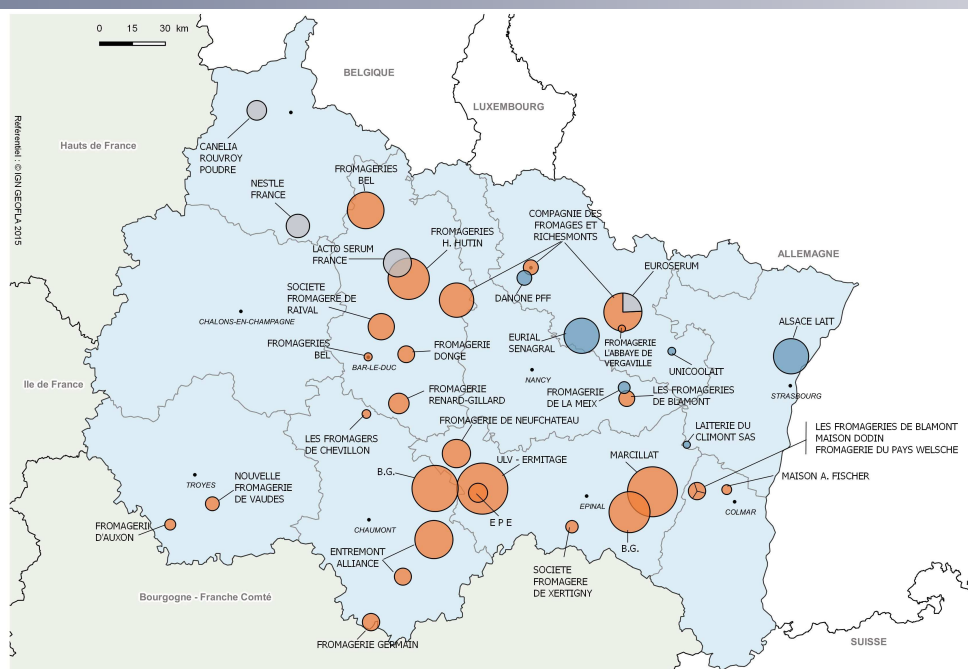 0 15 30 km
BELGIQUE
LUXEMBOURG
Référentiel : © IGN GEOFLA 2015
Hauts de France
CANELIA
ROUVROY
POUDRE
NESTLE
FRANCE
FROMAGERIES
BEL
COMPAGNIE DES
FROMAGES ET
RICHESMONTS
FROMAGERIES
H. HUTIN
LACTO SERUM
FRANCE
ALLEMAGNE
EUROSERUM
DANONE PFF
SOCIETE
FROMAGERE DE
RAIVAL
CHALONS-EN-CHAMPAGNE
ALSACE LAIT
EURIAL
SENAGRAL
FROMAGERIE
L'ABBAYE DE
VERGAVILLE
FROMAGERIES
BEL
BAR-LE-DUC
FROMAGERIE
DONGE
UNICOOLAIT
NANCY
Ile de France
STRASBOURG
FROMAGERIE
RENARD-GILLARD
FROMAGERIE
DE LA MEIX
LES FROMAGERIES
DE BLAMONT
FROMAGERIE DE NEUFCHATEAU
LES FROMAGERS
DE CHEVILLON
LAITERIE DU
CLIMONT SAS
LES FROMAGERIES DE BLAMONT
MAISON DODIN
FROMAGERIE DU PAYS WELSCHE
ULV - ERMITAGE
MARCILLAT
B.G.
TROYES
NOUVELLE
FROMAGERIE
DE VAUDES
MAISON A. FISCHER
EPINAL
COLMAR
E P E
CHAUMONT
FROMAGERIE
D'AUXON
B.G.
ENTREMONT
ALLIANCE
SOCIETE
FROMAGERE
DE XERTIGNY
Bourgogne - Franche Comté
FROMAGERIE GERMAIN
SUISSE